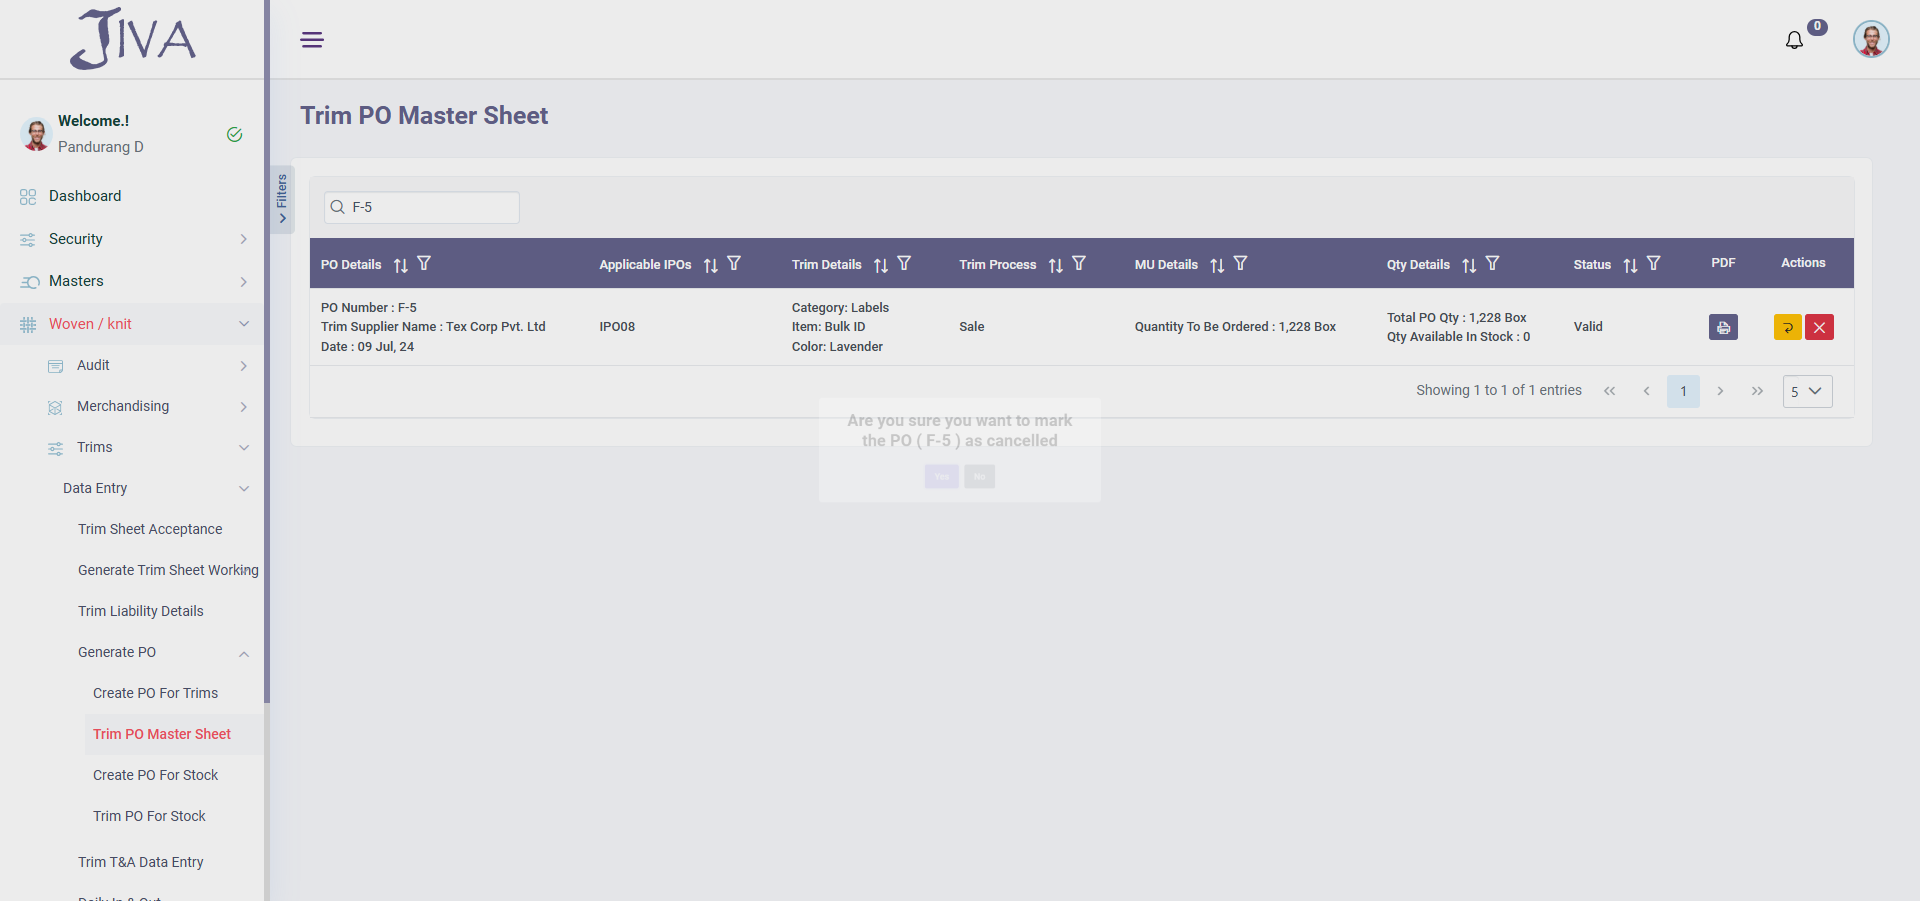 JIVA
0
Welcome.!
Pandurang D
Dashboard
Security
Masters
Woven / knit
Audit
Merchandising
Trims
Data Entry
Trim Sheet Acceptance
Generate Trim Sheet Working
Trim Liability Details
Generate PO
Create PO For Trims
Trim PO Master Sheet
Create PO For Stock
Trim PO For Stock
Trim T&A Data Entry
Daily In & Out
Filters
Trim PO Master Sheet
F-5
PO Details Applicable IPOs Trim Details Trim Process MU Details Qty Details Status PDF Actions
PO Number : F-5
Trim Supplier Name : Tex Corp Pvt. Ltd
Date : 09 Jul, 24
IPO08
Category: Labels
Item: Bulk ID
Color: Lavender
Sale
Quantity To Be Ordered : 1,228 Box
Total PO Qty : 1,228 Box
Qty Available In Stock : 0
Valid
Showing 1 to 1 of 1 entries
1
5
Are you sure you want to mark
the PO ( F-5 ) as cancelled
Yes No